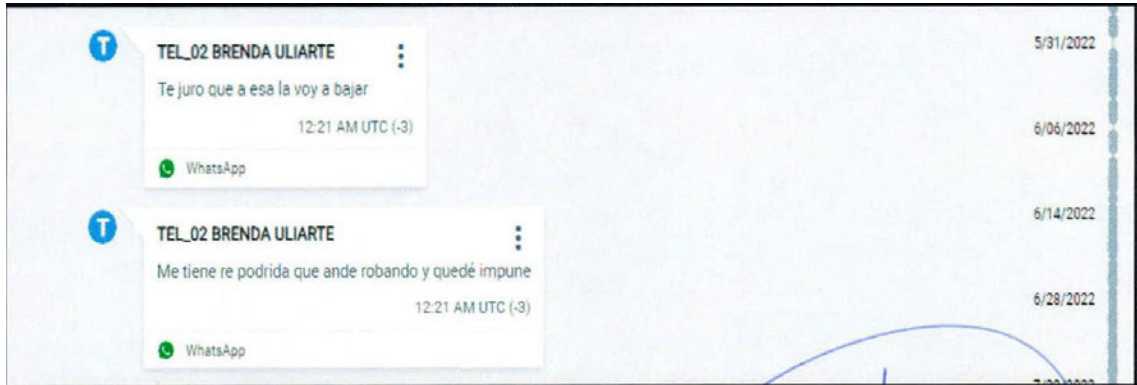 TEL_02 BRENDA ULIARTE
Te juro que a esa la voy a bajar
12:21 AM UTC (-3)
WhatsApp
TEL_02 BRENDA ULIARTE
Me tiene re podrida que ande robando y quedé impune
12:21 AM UTC (-3)
WhatsApp
5/31/2022
6/06/2022
6/14/2022
6/28/2022